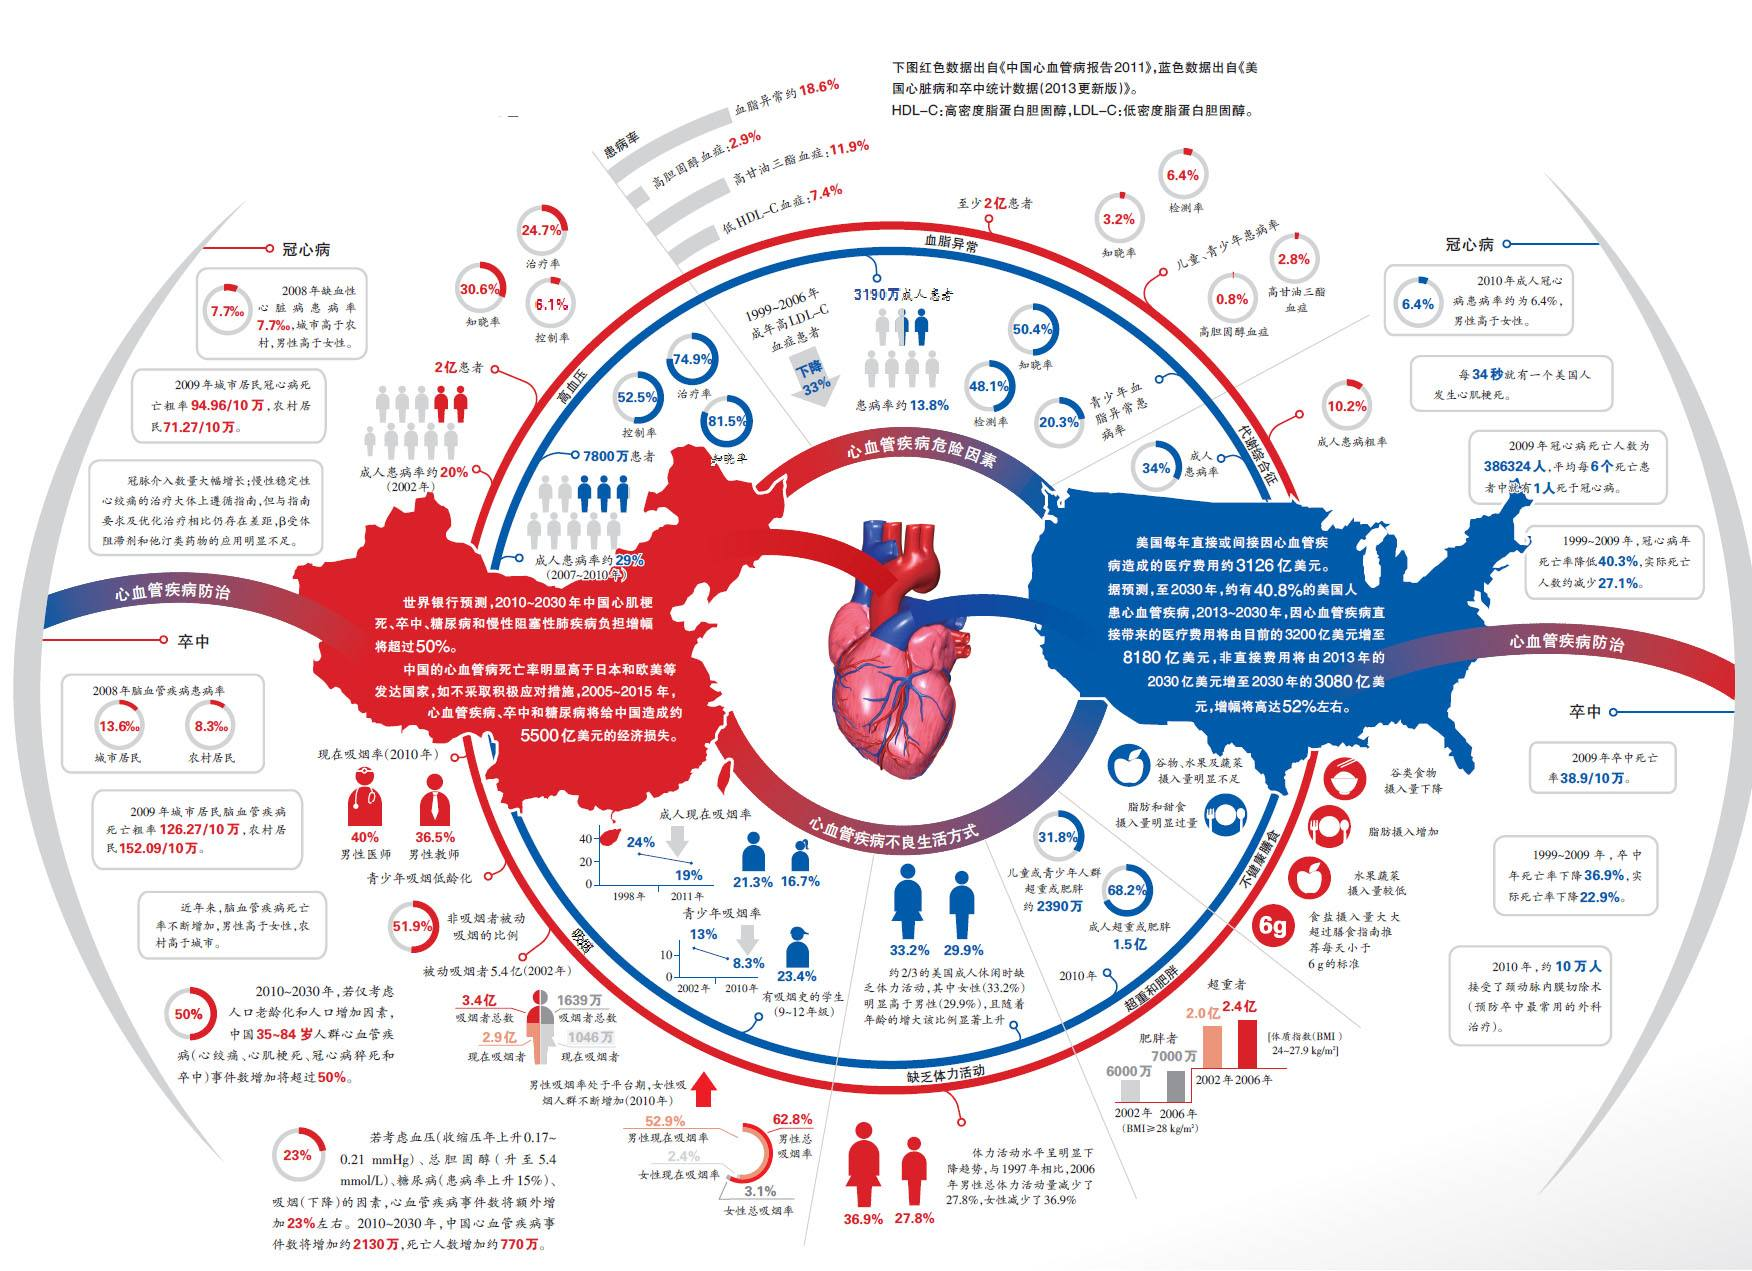 下图红色数据出自《中国心血管病报告2011》,蓝色数据出自《美
国心脏病和卒中统计数据(2013更新版)》。
HDL-C:高密度脂蛋白胆固醇,LDL-C:低密度脂蛋白胆固醇。
患病率
血脂异常约18.6%
高胆固醇血症:2.9%
高甘油三酯血症:11.9%
低HDL-C血症:7.4%
至少2亿患者
血脂异常
6.4%
检测率
3.2%
知晓率
儿童、青少年患病率
2.8%
高甘油三酯
血症
0.8%
高胆固醇血症
24.7%
治疗率
30.6%
知晓率
6.1%
控制率
2亿患者
高血压
成人患病率约20%
(2002年)
74.9%
治疗率
52.5%
控制率
81.5%
知晓率
7800万患者
成人患病率约29%
(2007~2010年)
1999~2006年
成年高LDL-C
血症患者
下降
33%
3190万成人患者
患病率约13.8%
50.4%
知晓率
48.1%
检测率
20.3%
青少年血
脂异常患
病率
34%
成人
患病率
代谢综合征
10.2%
成人患病粗率
冠心病
7.7‰
2008年缺血性
心脏病患病率
7.7‰,城市高于农
村,男性高于女性。
2009年城市居民冠心病死
亡粗率94.96/10万,农村居
民71.27/10万。
冠脉介入数量大幅增长;慢性稳定性
心绞痛的治疗大体上遵循指南,但与指南
要求及优化治疗相比仍存在差距,β受体
阻滞剂和他汀类药物的应用明显不足。
心血管疾病防治
卒中
2008年脑血管疾病患病率
13.6‰
8.3‰
城市居民
农村居民
2009年城市居民脑血管疾病
死亡粗率126.27/10万,农村居
民152.09/10万。
近年来,脑血管疾病死亡
率不断增加,男性高于女性,农
村高于城市。
50%
2010~2030年,若仅考虑
人口老龄化和人口增加因素,
中国35~84岁人群心血管疾
病(心绞痛、心肌梗死、冠心病猝死和
卒中)事件数增加将超过50%。
23%
若考虑血压(收缩压年上升0.17~
0.21 mmHg)、总胆固醇(升至5.4
mmol/L)、糖尿病(患病率上升15%)、
吸烟(下降)的因素,心血管疾病事件数将额外增
加23%左右。2010~2030年,中国心血管疾病事
件数将增加约2130万,死亡人数增加约770万。
心血管疾病危险因素
世界银行预测,2010~2030年中国心肌梗
死、卒中、糖尿病和慢性阻塞性肺疾病负担增幅
将超过50%。
中国的心血管病死亡率明显高于日本和欧美等
发达国家,如不采取积极应对措施,2005~2015 年,
心血管疾病、卒中和糖尿病将给中国造成约
5500亿美元的经济损失。
美国每年直接或间接因心血管疾
病造成的医疗费用约3126亿美元。
据预测,至2030年,约有40.8%的美国人
患心血管疾病,2013~2030年,因心血管疾病直
接带来的医疗费用将由目前的3200亿美元增至
8180亿美元,非直接费用将由2013年的
2030亿美元增至2030年的3080亿美
元,增幅将高达52%左右。
心血管疾病不良生活方式
现在吸烟率(2010年)
40%
男性医师
36.5%
男性教师
青少年吸烟低龄化
51.9%
非吸烟者被动
吸烟的比例
被动吸烟者5.4亿(2002年)
吸烟
3.4亿
吸烟者总数
2.9亿
现在吸烟者
1639万
吸烟者总数
1046万
现在吸烟者
男性吸烟率处于平台期,女性吸
烟人群不断增加(2010年)
52.9%
男性现在吸烟率
2.4%
女性现在吸烟率
62.8%
男性总
吸烟率
3.1%
女性总吸烟率
成人现在吸烟率
40
20
0
24%
19%
1998年
2011年
21.3%
16.7%
青少年吸烟率
10
0
13%
8.3%
2002年
2010年
23.4%
有吸烟史的学生
(9~12年级)
33.2%
29.9%
约2/3的美国成人休闲时缺
乏体力活动,其中女性(33.2%)
明显高于男性(29.9%),且随着
年龄的增大该比例显著上升
缺乏体力活动
36.9%
27.8%
体力活动水平呈明显下
降趋势,与1997年相比,2006
年男性总体力活动量减少了
27.8%,女性减少了36.9%
31.8%
儿童或青少年人群
超重或肥胖
约2390万
68.2%
成人超重或肥胖
1.5亿
2010年
超重和肥胖
超重者
2.0亿
2.4亿
[体质指数(BMI)
24~27.9 kg/m²]
2002年
2006年
肥胖者
6000万
7000万
2002年
2006年
(BMI≥28 kg/m²)
谷物、水果及蔬菜
摄入量明显不足
脂肪和甜食
摄入量明显过量
不健康膳食
谷类食物
摄入量下降
脂肪摄入增加
水果蔬菜
摄入量较低
6g
食盐摄入量大大
超过膳食指南推
荐每天小于
6 g的标准
冠心病
6.4%
2010年成人冠心
病患病率约为6.4%,
男性高于女性。
每34秒就有一个美国人
发生心肌梗死。
2009年冠心病死亡人数为
386324人,平均每6个死亡患
者中就有1人死于冠心病。
1999~2009年,冠心病年
死亡率降低40.3%,实际死亡
人数约减少27.1%。
心血管疾病防治
卒中
2009年卒中死亡
率38.9/10万。
1999~2009年,卒中
年死亡率下降36.9%,实
际死亡率下降22.9%。
2010年,约10万人
接受了颈动脉内膜切除术
(预防卒中最常用的外科
治疗)。